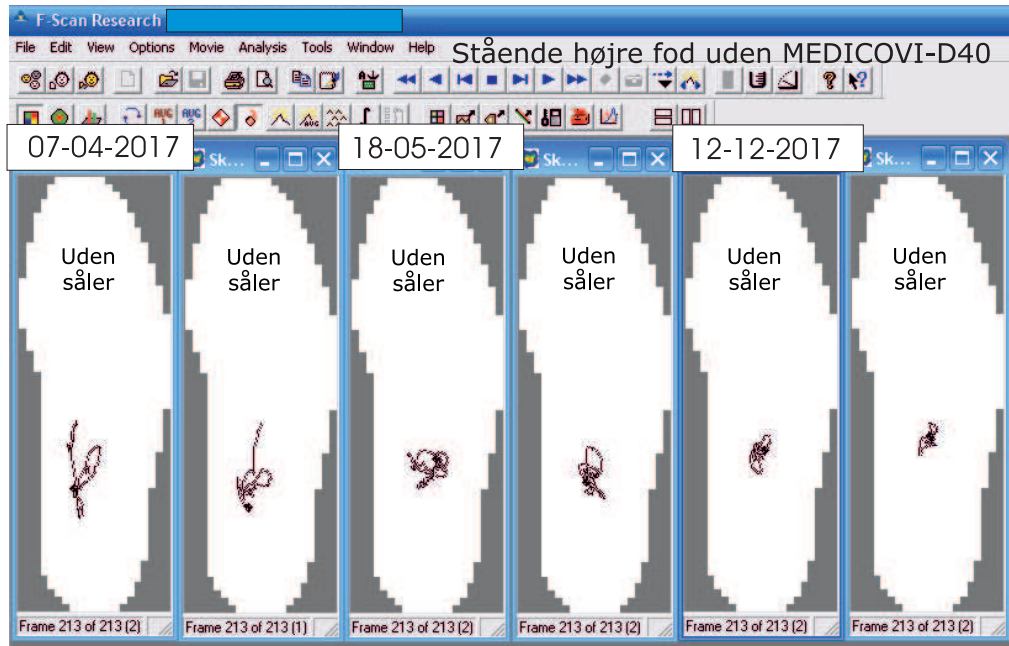 F-Scan Research
File Edit View Options Movie Analysis Tools Window Help
Stående højre fod uden MEDICOVI-D40
07-04-2017
Sk...
18-05-2017
Sk...
12-12-2017
Sk...
Uden
såler
Uden
såler
Uden
såler
Uden
såler
Uden
såler
Uden
såler
Frame 213 of 213 (2)
Frame 213 of 213 (1)
Frame 213 of 213 (2)
Frame 213 of 213 (2)
Frame 213 of 213 (2)
Frame 213 of 213 (2)